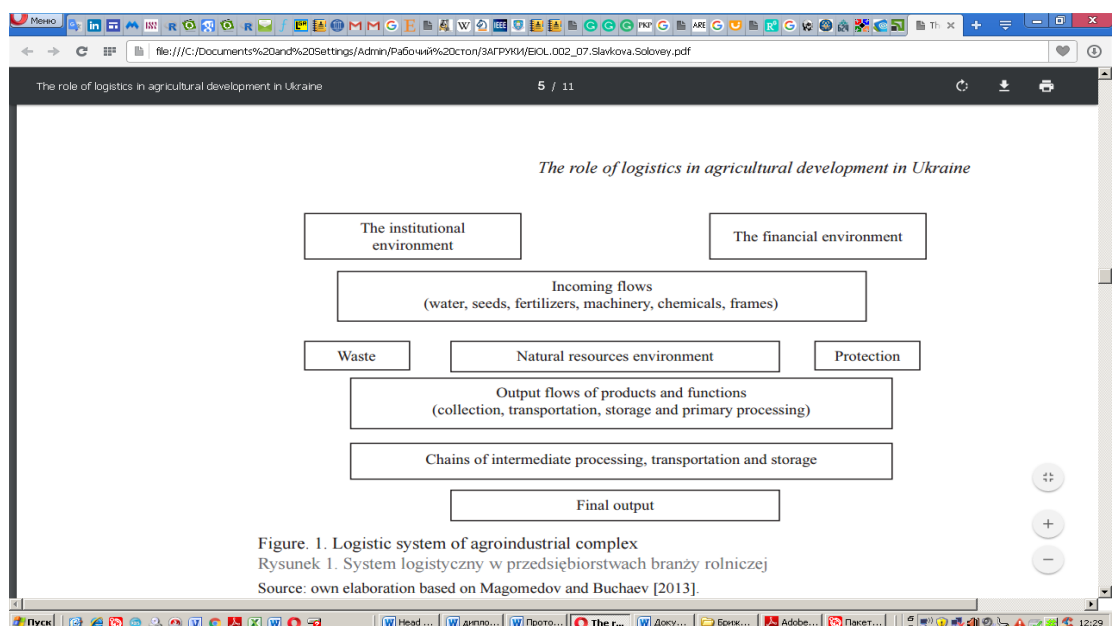 Меню
Th
file:///C:/Documents%20and%20Settings/Admin/Рабочий%20стол/ЗАГРУКИ/EiOL.002_07.Slavkova.Solovey.pdf
The role of logistics in agricultural development in Ukraine
5 / 11
The role of logistics in agricultural development in Ukraine
The institutional
environment
The financial environment
Incoming flows
(water, seeds, fertilizers, machinery, chemicals, frames)
Waste
Natural resources environment
Protection
Output flows of products and functions
(collection, transportation, storage and primary processing)
Chains of intermediate processing, transportation and storage
Final output
Figure. 1. Logistic system of agroindustrial complex
Rysunek 1. System logistyczny w przedsiębiorstwach branży rolniczej
Source: own elaboration based on Magomedov and Buchaev [2013].
Пуск
Head ...
дипло...
Прото...
The r...
Доку...
Бриж...
Adobe...
Пакет...
12:29